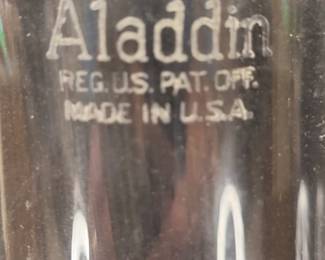 Aladdin
REG. U.S. PAT. OFF.
MADE IN U.S.A.